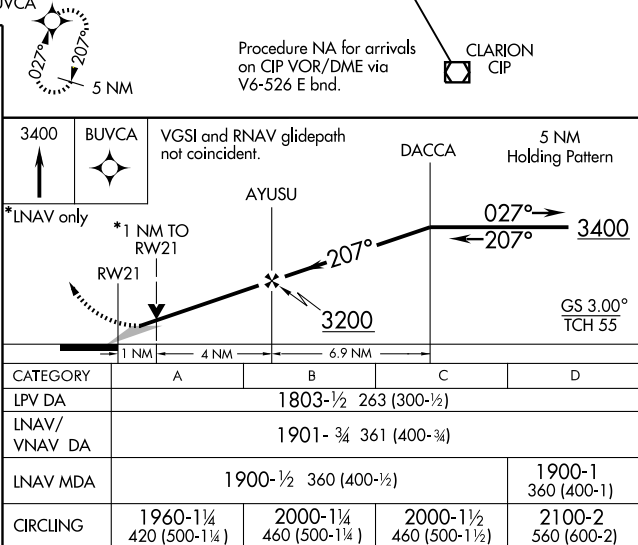 027°
207°
5 NM
Procedure NA for arrivals
on CIP VOR/DME via
V6-526 E bnd.
CLARION
CIP
3400
BUVCA
VGSI and RNAV glidepath
not coincident.
DACCA
5 NM
Holding Pattern
*LNAV only
AYUSU
*1 NM TO
RW21
RW21
207°
027°
207°
3400
3200
GS 3.00°
TCH 55
1 NM
4 NM
6.9 NM
CATEGORY A B C D
LPV DA 1803-½ 263 (300-½)
LNAV/
VNAV DA 1901-¾ 361 (400-¾)
LNAV MDA 1900-½ 360 (400-½) 1900-1
360 (400-1)
CIRCLING 1960-1¼ 2000-1¼ 2000-1½ 2100-2
420 (500-1¼) 460 (500-1¼) 460 (500-1½) 560 (600-2)